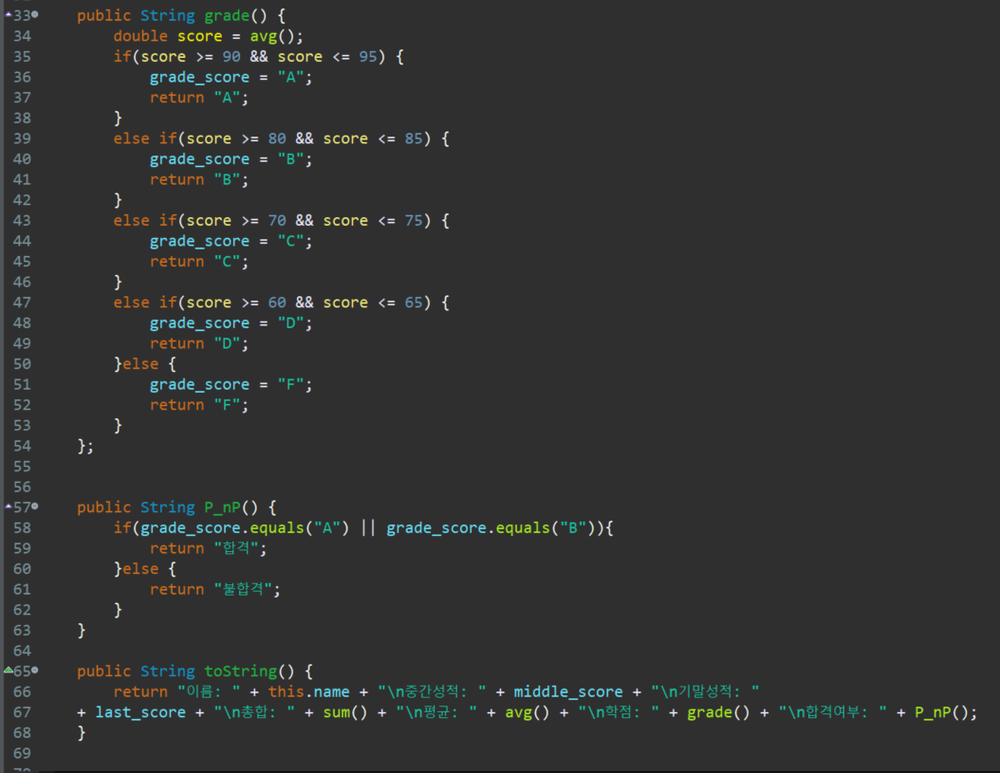 33 public String grade() {
34 double score = avg();
35 if(score >= 90 && score <= 95) {
36 grade_score = "A";
37 return "A";
38 }
39 else if(score >= 80 && score <= 85) {
40 grade_score = "B";
41 return "B";
42 }
43 else if(score >= 70 && score <= 75) {
44 grade_score = "C";
45 return "C";
46 }
47 else if(score >= 60 && score <= 65) {
48 grade_score = "D";
49 return "D";
50 }else {
51 grade_score = "F";
52 return "F";
53 }
54 };
55
56
57 public String P_nP() {
58 if(grade_score.equals("A") || grade_score.equals("B")){
59 return "합격";
60 }else {
61 return "불합격";
62 }
63 }
64
65 public String toString() {
66 return "이름: " + this.name + "\n중간성적: " + middle_score + "\n기말성적: "
67 + last_score + "\n총합: " + sum() + "\n평균: " + avg() + "\n학점: " + grade() + "\n합격여부: " + P_nP();
68 }
69